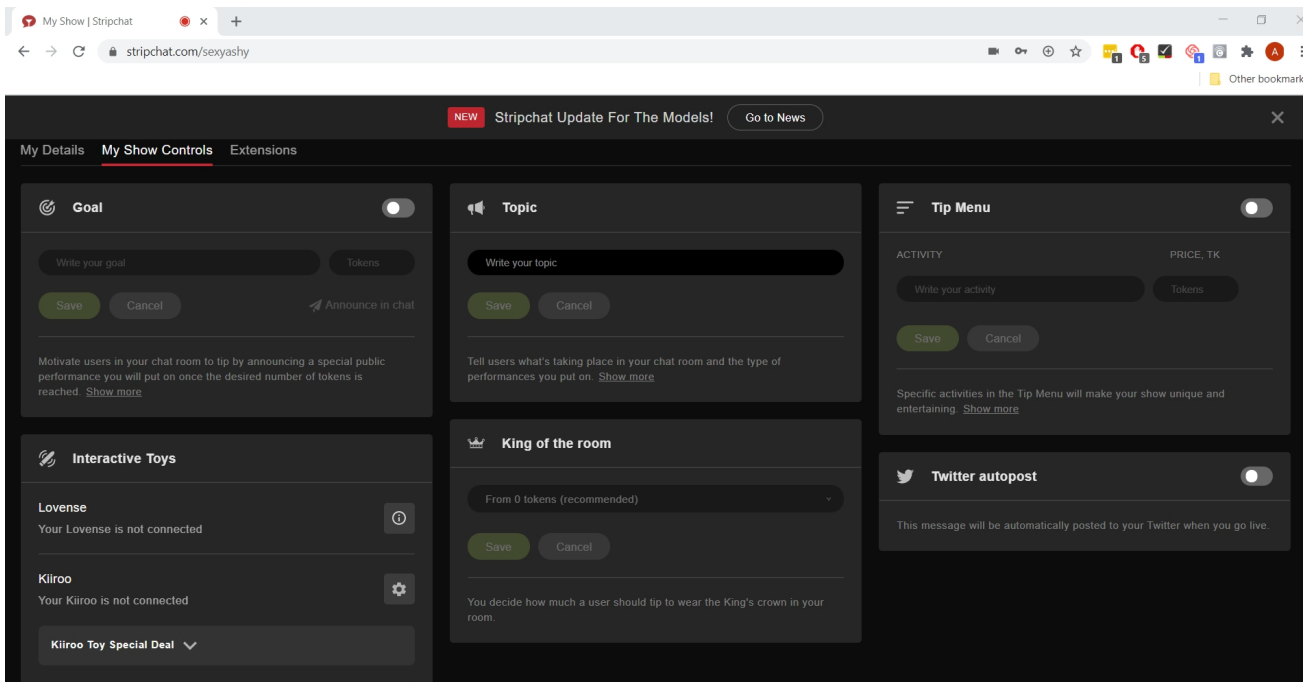 My Show | Stripchat
stripchat.com/sexyashy
1
5
1
A
Other bookmark
NEW Stripchat Update For The Models! Go to News
My Details My Show Controls Extensions
Goal
Write your goal Tokens
Save Cancel Announce in chat
Motivate users in your chat room to tip by announcing a special public
performance you will put on once the desired number of tokens is
reached. Show more
Interactive Toys
Lovense
Your Lovense is not connected
Kiiroo
Your Kiiroo is not connected
Kiiroo Toy Special Deal
Topic
Write your topic
Save Cancel
Tell users what's taking place in your chat room and the type of
performances you put on. Show more
King of the room
From 0 tokens (recommended)
Save Cancel
You decide how much a user should tip to wear the King's crown in your
room.
Tip Menu
ACTIVITY PRICE, TK
Write your activity Tokens
Save Cancel
Specific activities in the Tip Menu will make your show unique and
entertaining. Show more
Twitter autopost
This message will be automatically posted to your Twitter when you go live.